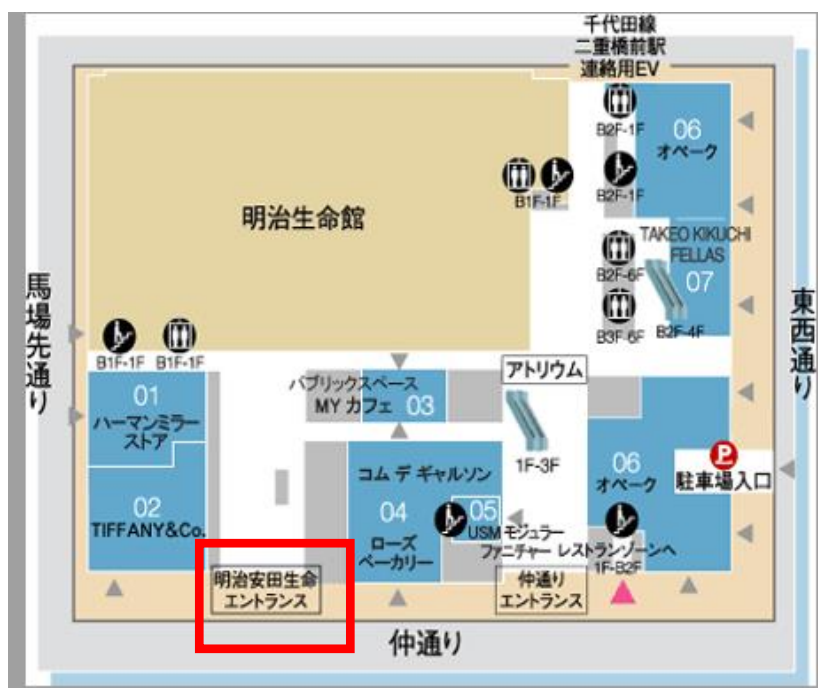 千代田線
二重橋前駅
連絡用EV
B2F-1F
06
オペーク
B1F-1F
B2F-1F
明治生命館
TAKEO KIKUCHI
FELLAS
07
B2F-6F
B3F-6F
B2F-4F
馬場先通り
東西通り
B1F-1F
B1F-1F
アトリウム
01
ハーマンミラー
ストア
パブリックスペース
MY カフェ 03
1F-3F
06
オペーク
P
駐車場入口
02
TIFFANY&Co.
コム デ ギャルソン
04
ローズ
ベーカリー
05
USM モジュラー
ファニチャー
レストランゾーンへ
1F-B2F
明治安田生命
エントランス
仲通り
エントランス
仲通り